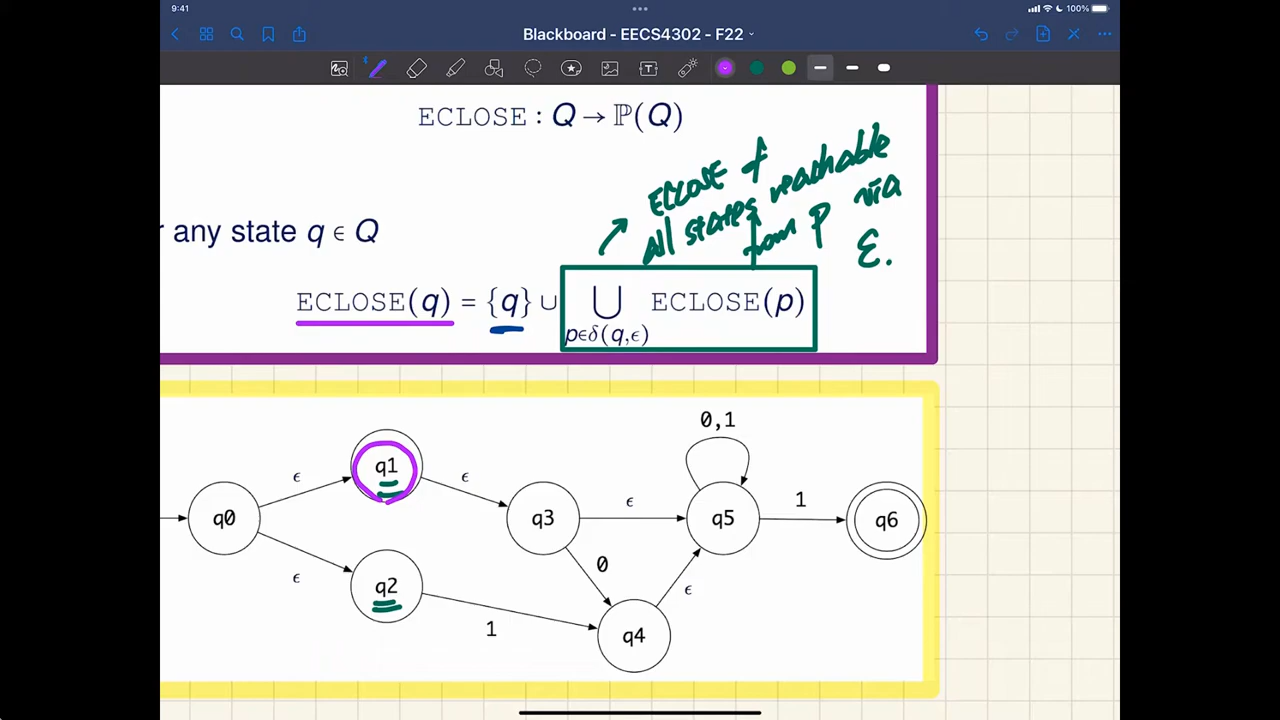 9:41
100%
Blackboard - EECS4302 - F22
ECLOSE : Q → ℙ(Q)
ECLOSE of
all states reachable
from P via
ε.
r any state q ϵ Q
ECLOSE(q) = {q} ∪ ⋃ ECLOSE(p)
pϵδ(q,ϵ)
0,1
q1
ϵ
ϵ
ϵ
1
q0
q3
q5
q6
0
ϵ
q2
ϵ
1
q4